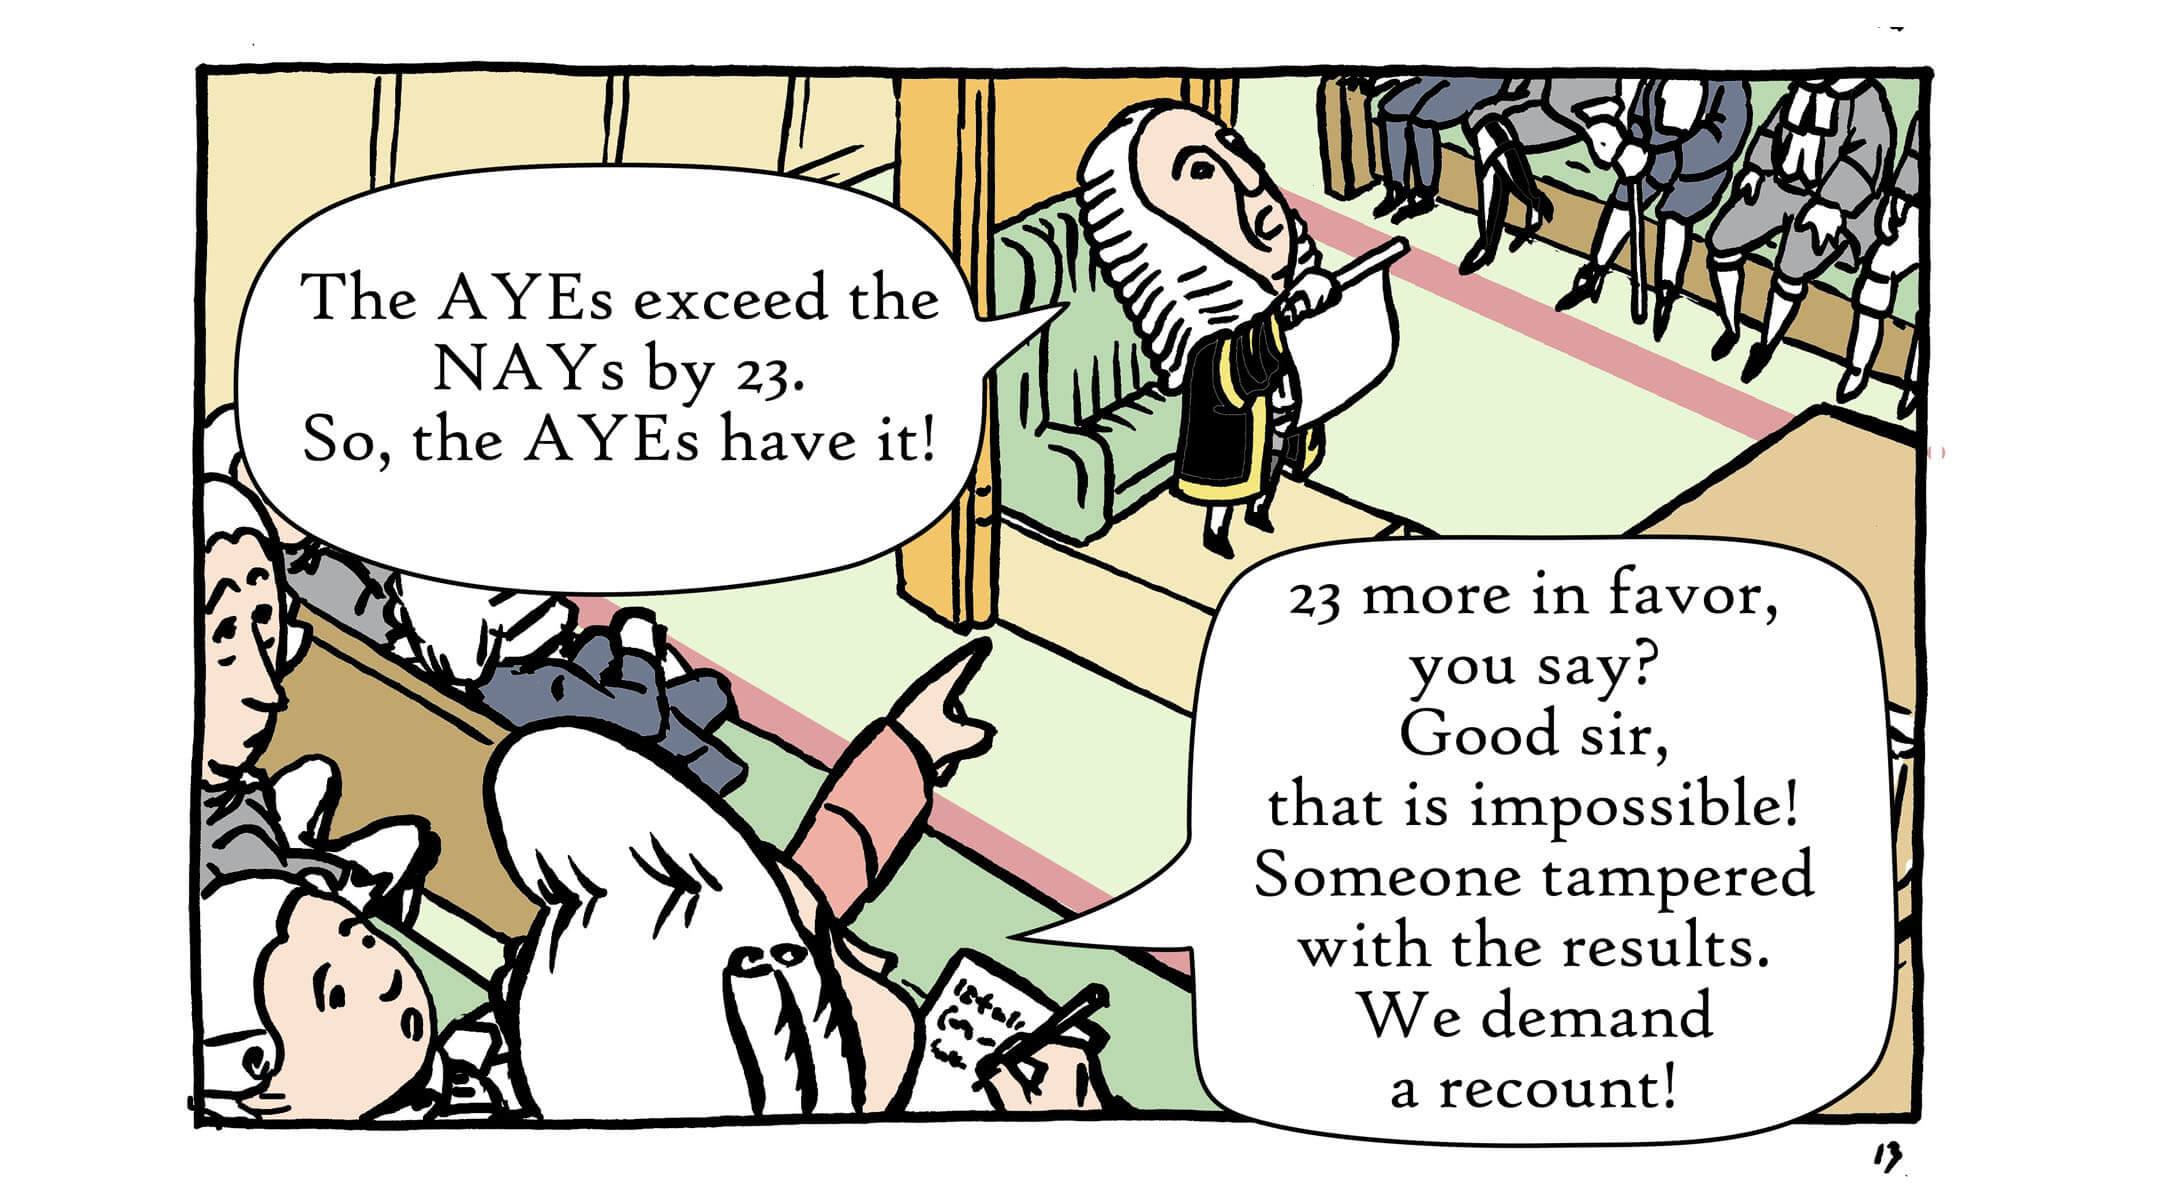 The AYEs exceed the
NAYs by 23.
So, the AYEs have it!
23 more in favor,
you say?
Good sir,
that is impossible!
Someone tampered
with the results.
We demand
a recount!
13